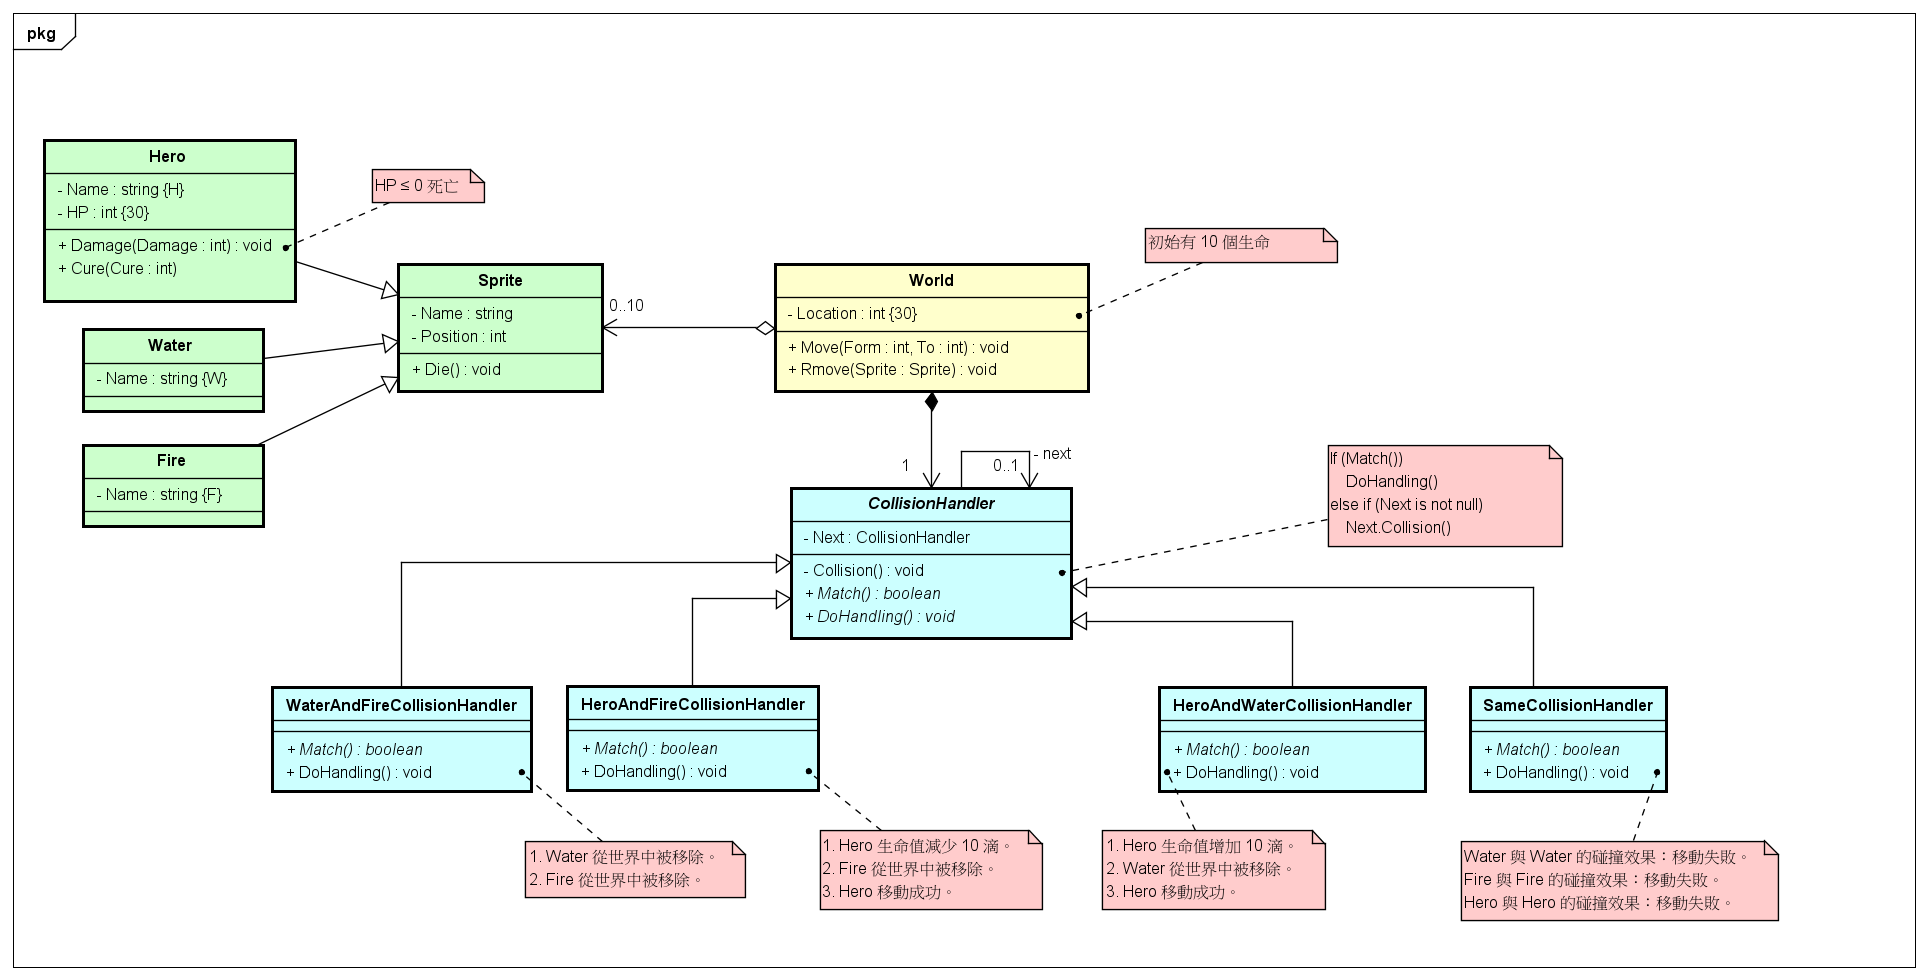 pkg
Hero
- Name : string {H}
- HP : int {30}
+ Damage(Damage : int) : void
+ Cure(Cure : int)
HP ≤ 0 死亡
Water
- Name : string {W}
Fire
- Name : string {F}
Sprite
- Name : string
- Position : int
+ Die() : void
0..10
World
- Location : int {30}
+ Move(Form : int, To : int) : void
+ Rmove(Sprite : Sprite) : void
初始有 10 個生命
1
0..1
- next
CollisionHandler
- Next : CollisionHandler
- Collision() : void
+ Match() : boolean
+ DoHandling() : void
If (Match())
DoHandling()
else if (Next is not null)
Next.Collision()
WaterAndFireCollisionHandler
+ Match() : boolean
+ DoHandling() : void
1. Water 從世界中被移除。
2. Fire 從世界中被移除。
HeroAndFireCollisionHandler
+ Match() : boolean
+ DoHandling() : void
1. Hero 生命值減少 10 滴。
2. Fire 從世界中被移除。
3. Hero 移動成功。
HeroAndWaterCollisionHandler
+ Match() : boolean
+ DoHandling() : void
1. Hero 生命值增加 10 滴。
2. Water 從世界中被移除。
3. Hero 移動成功。
SameCollisionHandler
+ Match() : boolean
+ DoHandling() : void
Water 與 Water 的碰撞效果：移動失敗。
Fire 與 Fire 的碰撞效果：移動失敗。
Hero 與 Hero 的碰撞效果：移動失敗。